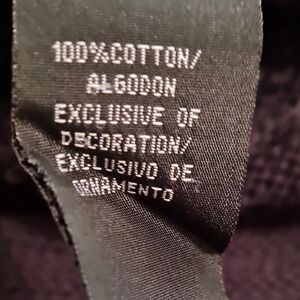 100%COTTON/
ALGODON
EXCLUSIVE OF
DECORATION/
EXCLUSIVO DE
ORNAMENTO